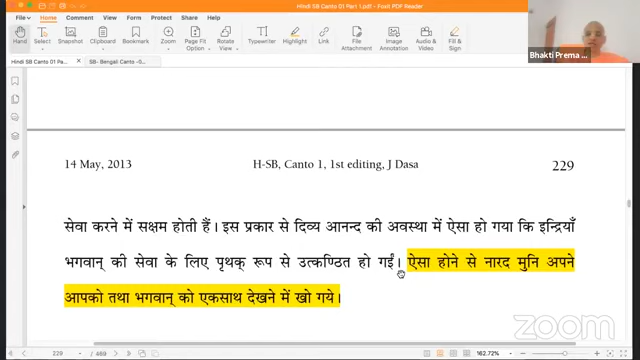 Hindi SB Canto 01 Part 1.pdf - Foxit PDF Reader
File Home Comment View Form Protect Share Help
Hand Select Snapshot Clipboard Bookmark Zoom Page Fit Option Rotate View Typewriter Highlight Link File Attachment Audio & Video Fill & Sign
Hindi SB Canto 01 Pa... SB- Bengali Canto -0...
Bhakti Prema ...
14 May, 2013 H-SB, Canto 1, 1st editing, J Dasa 229
सेवा करने में सक्षम होती हैं। इस प्रकार से दिव्य आनन्द की अवस्था में ऐसा हो गया कि इन्द्रियाँ
भगवान् की सेवा के लिए पृथक् रूप से उत्कण्ठित हो गईं। ऐसा होने से नारद मुनि अपने
आपको तथा भगवान् को एकसाथ देखने में खो गये।
zoom
229 / 489 162.72%